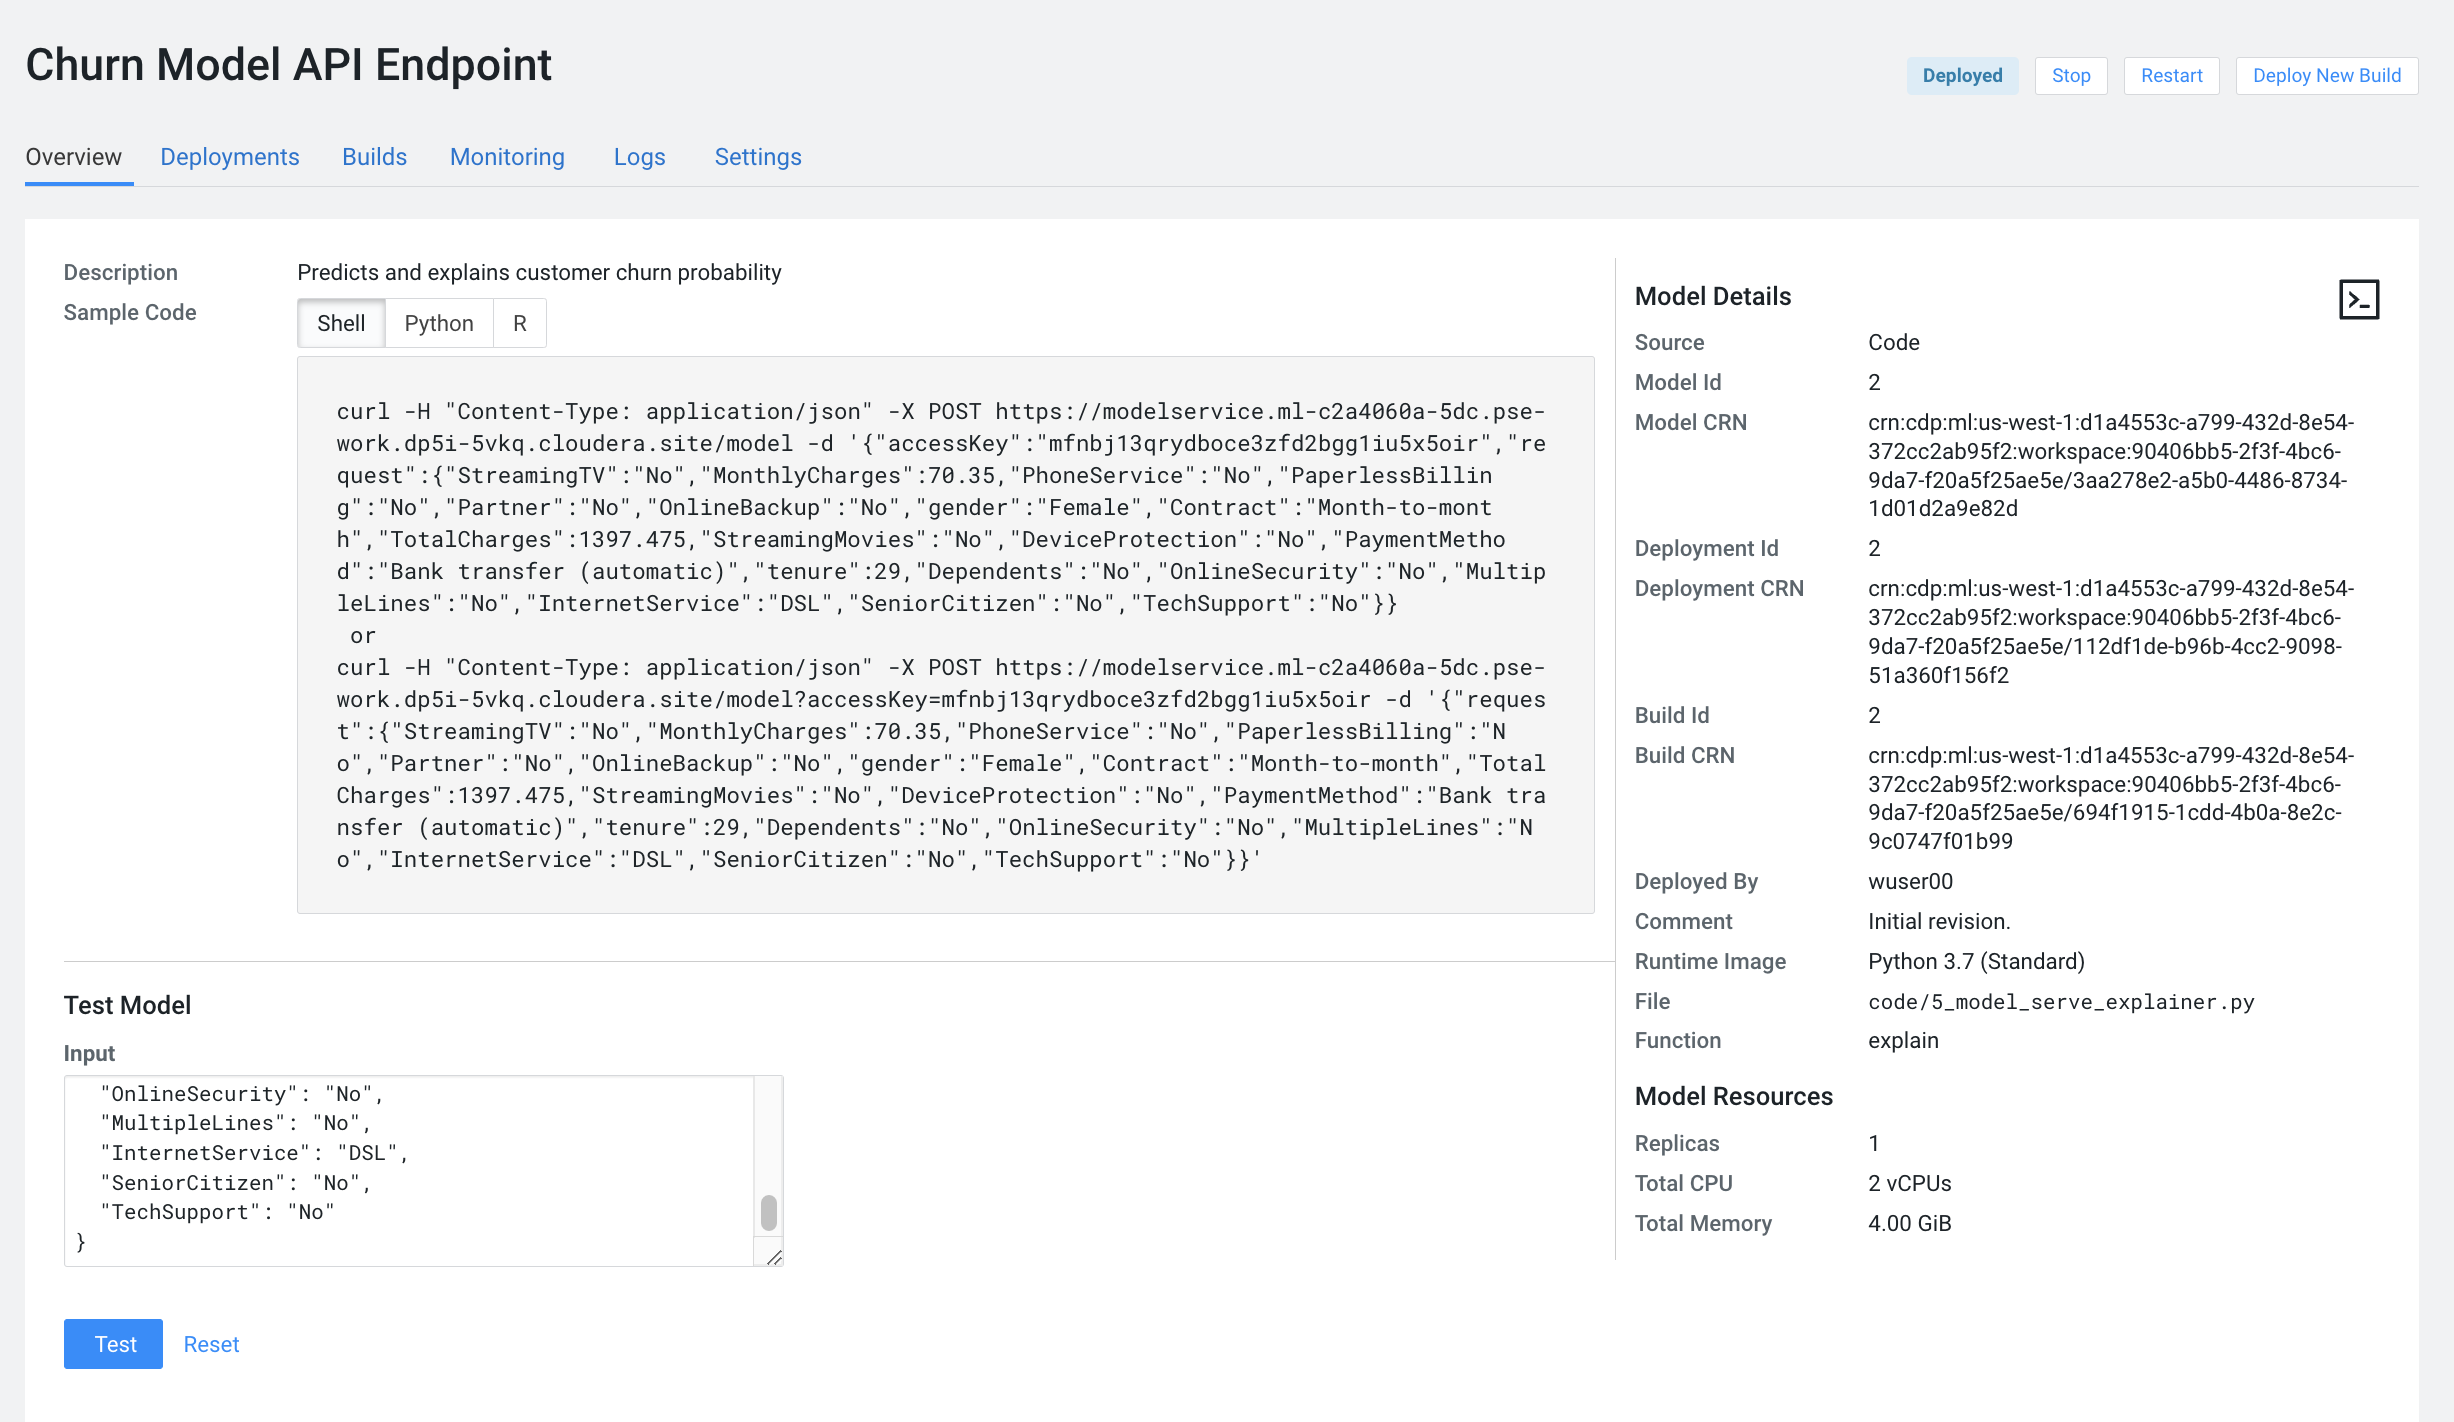 Churn Model API Endpoint
Deployed Stop Restart Deploy New Build
Overview Deployments Builds Monitoring Logs Settings
Description Predicts and explains customer churn probability
Sample Code
Shell Python R
curl -H "Content-Type: application/json" -X POST https://modelservice.ml-c2a4060a-5dc.pse-
work.dp5i-5vkq.cloudera.site/model -d '{"accessKey":"mfnbj13qrydboce3zfd2bgg1iu5x5oir","re
quest":{"StreamingTV":"No","MonthlyCharges":70.35,"PhoneService":"No","PaperlessBillin
g":"No","Partner":"No","OnlineBackup":"No","gender":"Female","Contract":"Month-to-mont
h","TotalCharges":1397.475,"StreamingMovies":"No","DeviceProtection":"No","PaymentMetho
d":"Bank transfer (automatic)","tenure":29,"Dependents":"No","OnlineSecurity":"No","Multip
leLines":"No","InternetService":"DSL","SeniorCitizen":"No","TechSupport":"No"}}
or
curl -H "Content-Type: application/json" -X POST https://modelservice.ml-c2a4060a-5dc.pse-
work.dp5i-5vkq.cloudera.site/model?accessKey=mfnbj13qrydboce3zfd2bgg1iu5x5oir -d '{"reques
t":{"StreamingTV":"No","MonthlyCharges":70.35,"PhoneService":"No","PaperlessBilling":"N
o","Partner":"No","OnlineBackup":"No","gender":"Female","Contract":"Month-to-month","Total
Charges":1397.475,"StreamingMovies":"No","DeviceProtection":"No","PaymentMethod":"Bank tra
nsfer (automatic)","tenure":29,"Dependents":"No","OnlineSecurity":"No","MultipleLines":"N
o","InternetService":"DSL","SeniorCitizen":"No","TechSupport":"No"}}'
Test Model
Input
"OnlineSecurity": "No",
"MultipleLines": "No",
"InternetService": "DSL",
"SeniorCitizen": "No",
"TechSupport": "No"
}
Test Reset
Model Details
Source Code
Model Id 2
Model CRN crn:cdp:ml:us-west-1:d1a4553c-a799-432d-8e54-
372cc2ab95f2:workspace:90406bb5-2f3f-4bc6-
9da7-f20a5f25ae5e/3aa278e2-a5b0-4486-8734-
1d01d2a9e82d
Deployment Id 2
Deployment CRN crn:cdp:ml:us-west-1:d1a4553c-a799-432d-8e54-
372cc2ab95f2:workspace:90406bb5-2f3f-4bc6-
9da7-f20a5f25ae5e/112df1de-b96b-4cc2-9098-
51a360f156f2
Build Id 2
Build CRN crn:cdp:ml:us-west-1:d1a4553c-a799-432d-8e54-
372cc2ab95f2:workspace:90406bb5-2f3f-4bc6-
9da7-f20a5f25ae5e/694f1915-1cdd-4b0a-8e2c-
9c0747f01b99
Deployed By wuser00
Comment Initial revision.
Runtime Image Python 3.7 (Standard)
File code/5_model_serve_explainer.py
Function explain
Model Resources
Replicas 1
Total CPU 2 vCPUs
Total Memory 4.00 GiB